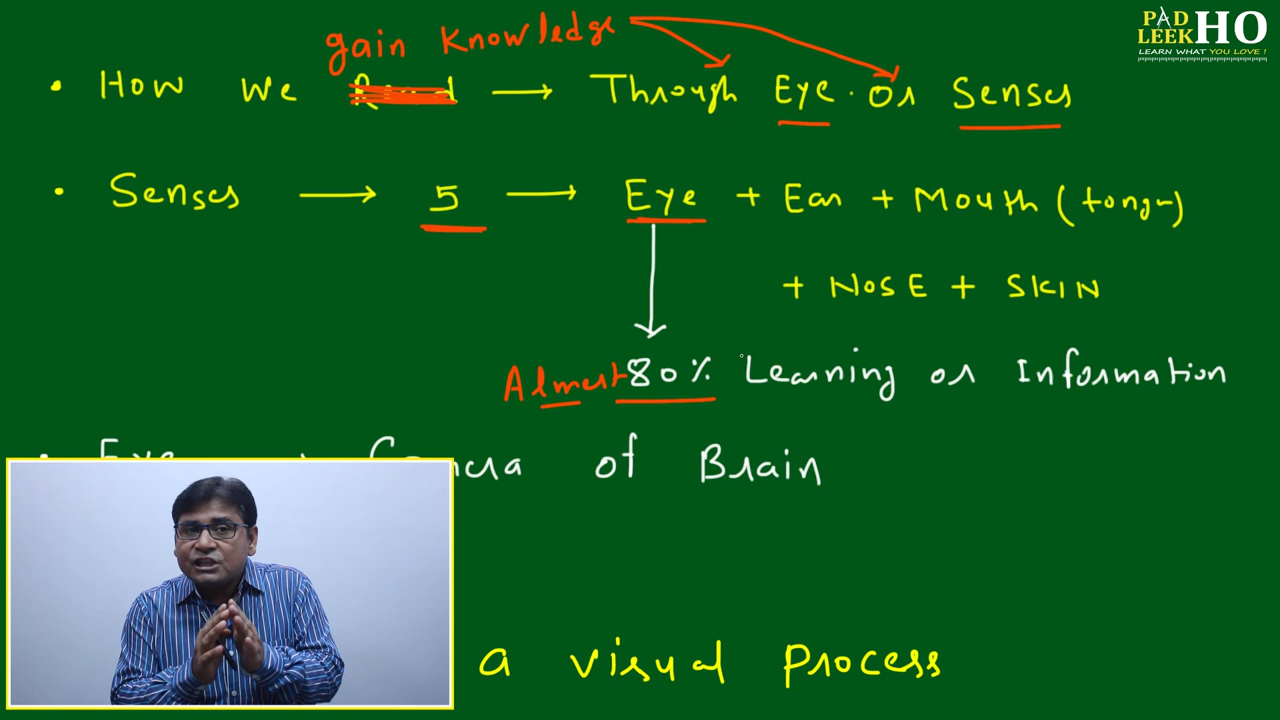 PAD HO
LEEK
LEARN WHAT YOU LOVE !
gain Knowledge
• How we → Through Eye. Or Senses
• Senses → 5 → Eye + Ear + Mouth (tong~)
+ NOSE + SKIN
Almost 80% Learning or Information
of Brain
a visual process